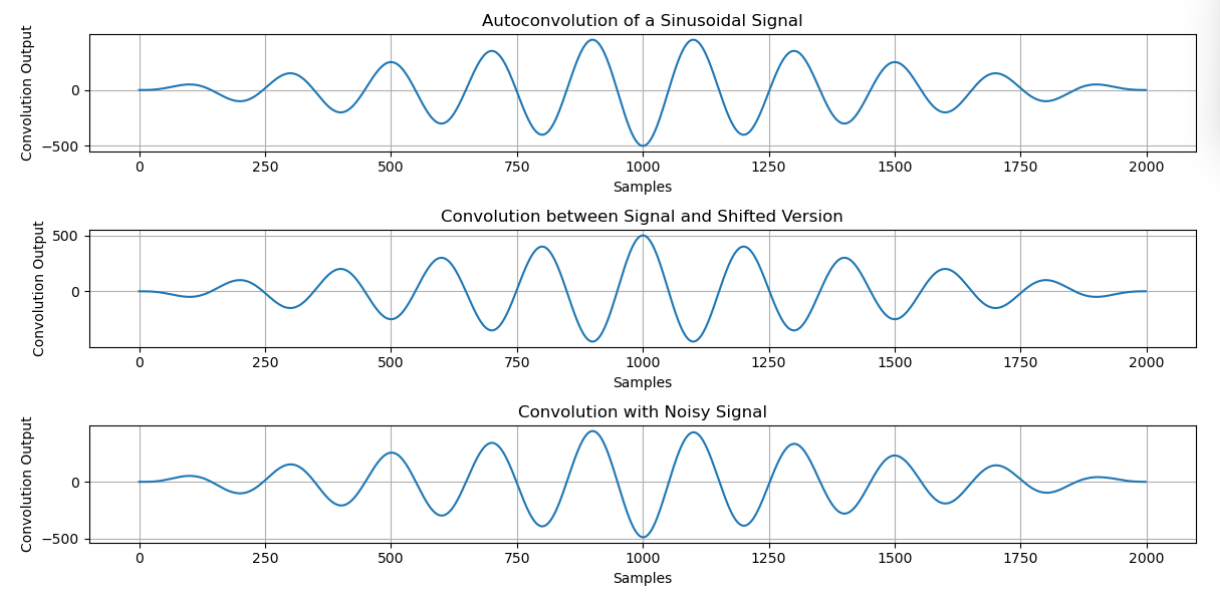 Autoconvolution of a Sinusoidal Signal
Convolution Output
0
−500
0 250 500 750 1000 1250 1500 1750 2000
Samples
Convolution between Signal and Shifted Version
Convolution Output
500
0
0 250 500 750 1000 1250 1500 1750 2000
Samples
Convolution with Noisy Signal
Convolution Output
0
−500
0 250 500 750 1000 1250 1500 1750 2000
Samples